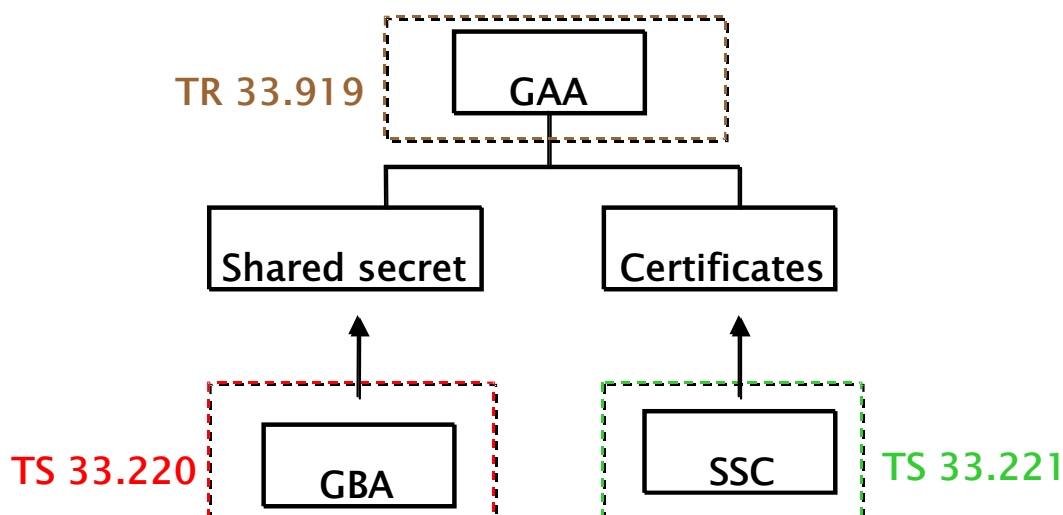 GAA
TR 33.919
Shared secret
Certificates
TS 33.220
GBA
SSC
TS 33.221